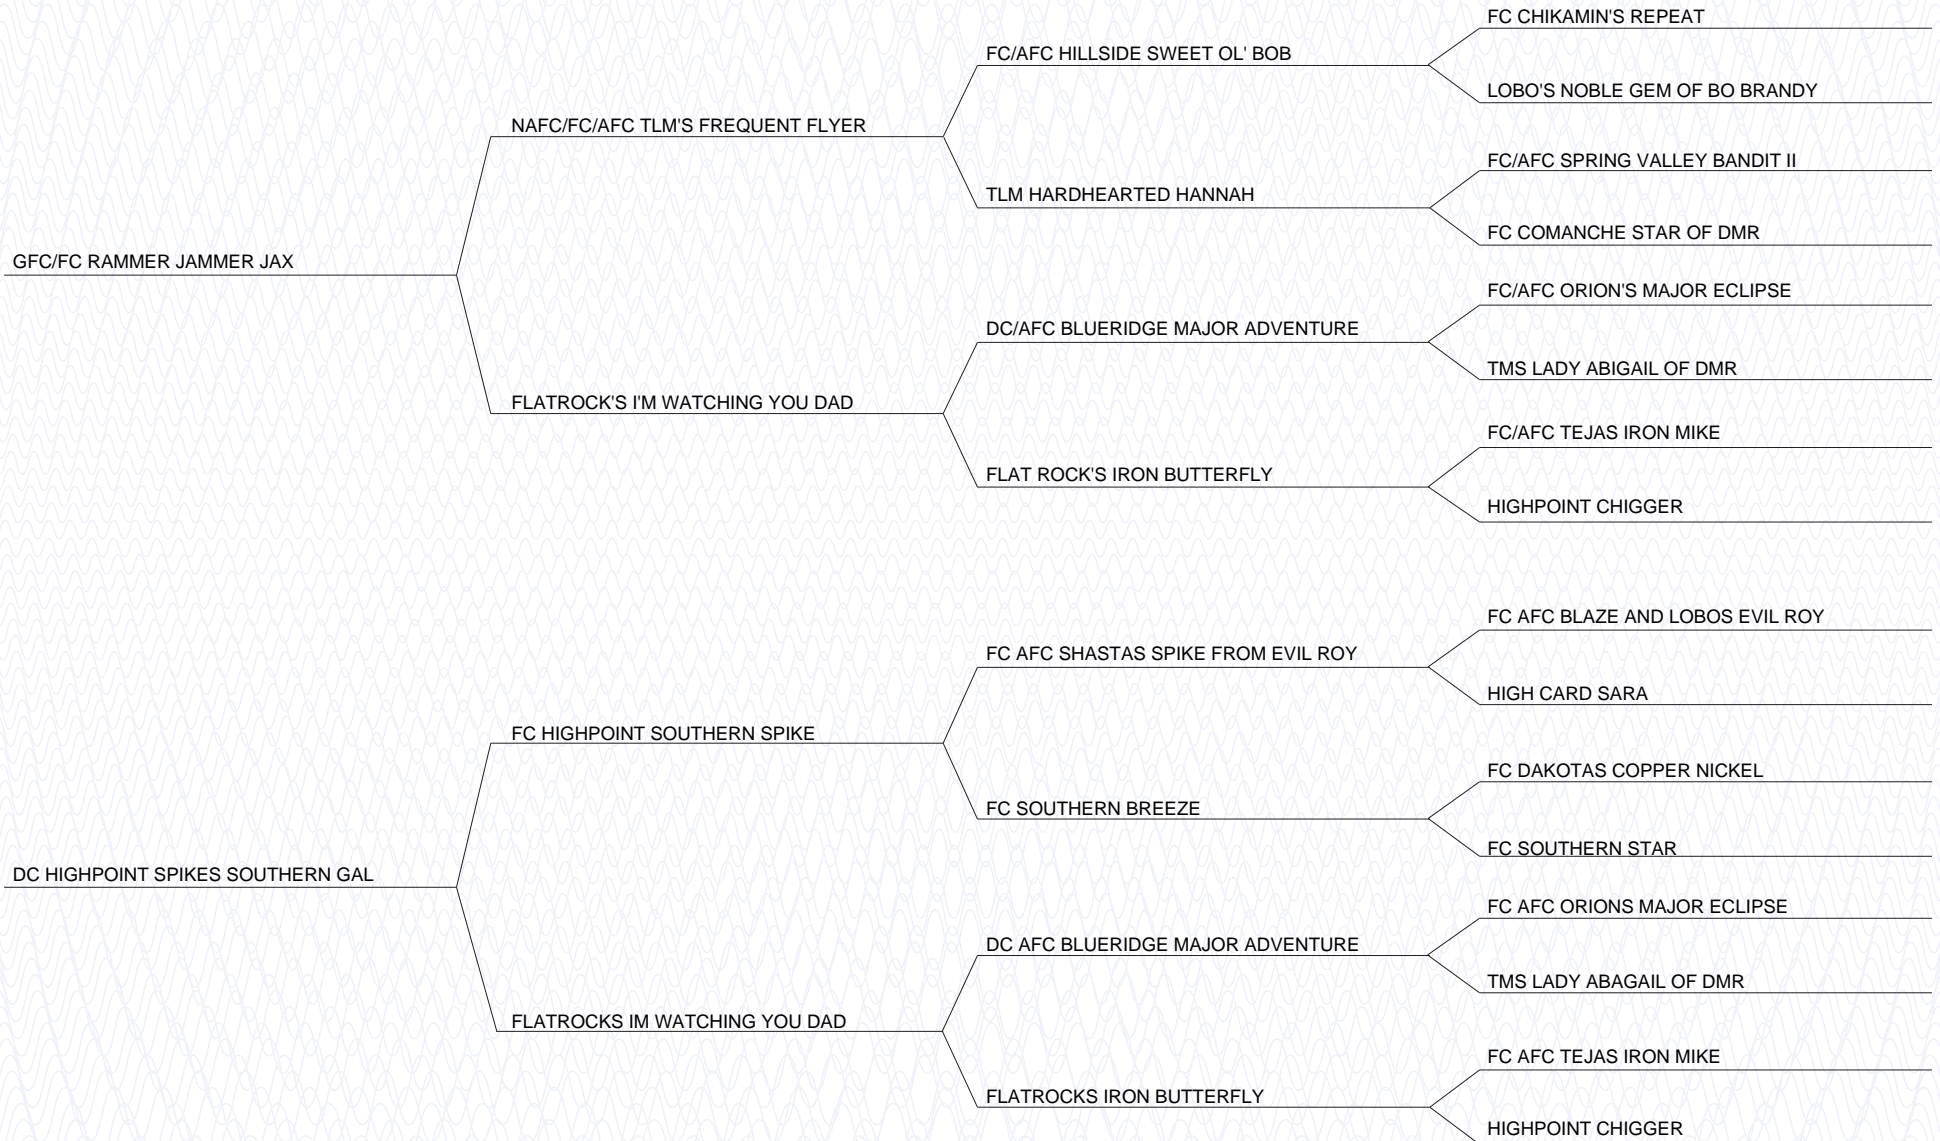 FC CHIKAMIN'S REPEAT
FC/AFC HILLSIDE SWEET OL' BOB
LOBO'S NOBLE GEM OF BO BRANDY
NAFC/FC/AFC TLM'S FREQUENT FLYER
FC/AFC SPRING VALLEY BANDIT II
TLM HARDHEARTED HANNAH
FC COMANCHE STAR OF DMR
GFC/FC RAMMER JAMMER JAX
FC/AFC ORION'S MAJOR ECLIPSE
DC/AFC BLUERIDGE MAJOR ADVENTURE
TMS LADY ABIGAIL OF DMR
FLATROCK'S I'M WATCHING YOU DAD
FC/AFC TEJAS IRON MIKE
FLAT ROCK'S IRON BUTTERFLY
HIGHPOINT CHIGGER
FC AFC BLAZE AND LOBOS EVIL ROY
FC AFC SHASTAS SPIKE FROM EVIL ROY
HIGH CARD SARA
FC HIGHPOINT SOUTHERN SPIKE
FC DAKOTAS COPPER NICKEL
FC SOUTHERN BREEZE
FC SOUTHERN STAR
DC HIGHPOINT SPIKES SOUTHERN GAL
FC AFC ORIONS MAJOR ECLIPSE
DC AFC BLUERIDGE MAJOR ADVENTURE
TMS LADY ABAGAIL OF DMR
FLATROCKS IM WATCHING YOU DAD
FC AFC TEJAS IRON MIKE
FLATROCKS IRON BUTTERFLY
HIGHPOINT CHIGGER